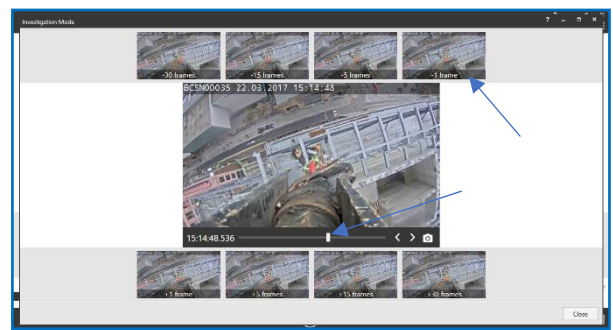 Investigation Mode
-30 frames -15 frames -5 frames -1 frame
BCSN00035 22.03.2017 15:14:48
15:14:48.536
+1 frame +5 frames +15 frames +30 frames
Close